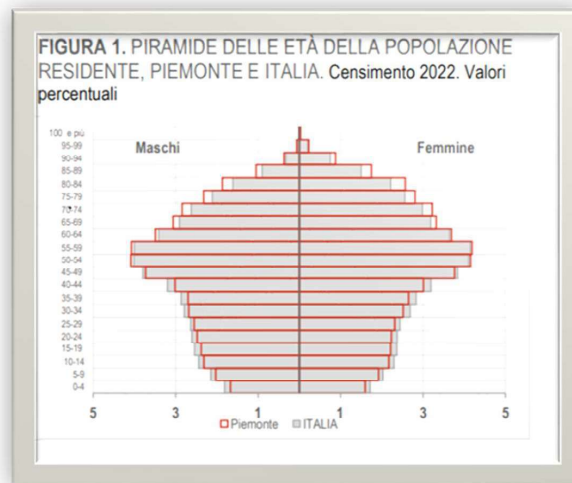 FIGURA 1. PIRAMIDE DELLE ETÀ DELLA POPOLAZIONE
RESIDENTE, PIEMONTE E ITALIA. Censimento 2022. Valori
percentuali
100 e più
95-99
Maschi
Femmine
90-94
85-89
80-84
75-79
70-74
65-69
60-64
55-59
50-54
45-49
40-44
35-39
30-34
25-29
20-24
15-19
10-14
5-9
0-4
5 3 1 1 3 5
Piemonte ITALIA